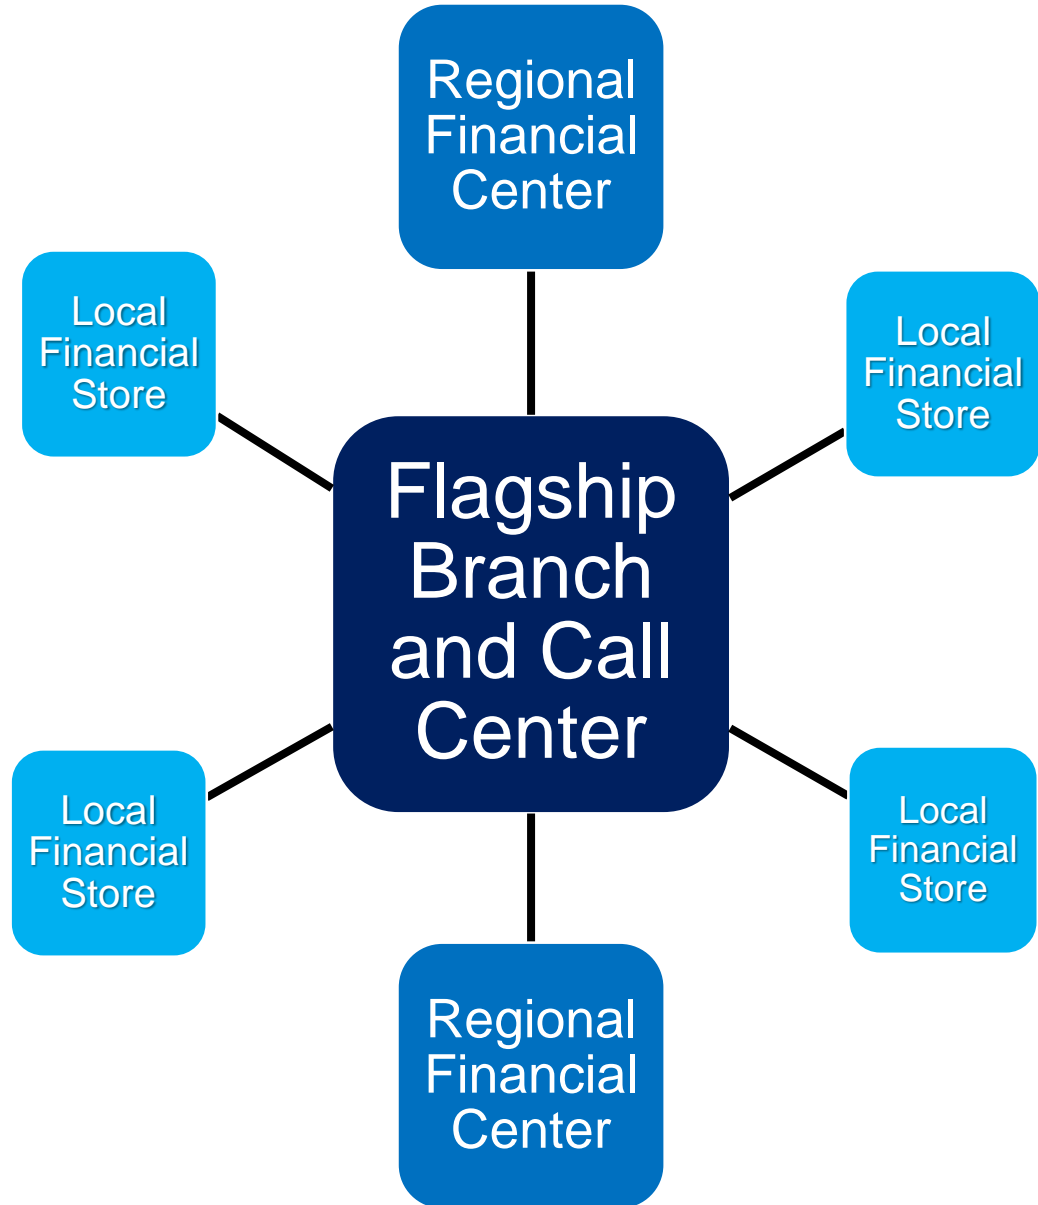 Regional
Financial
Center
Local
Financial
Store
Local
Financial
Store
Flagship
Branch
and Call
Center
Local
Financial
Store
Local
Financial
Store
Regional
Financial
Center